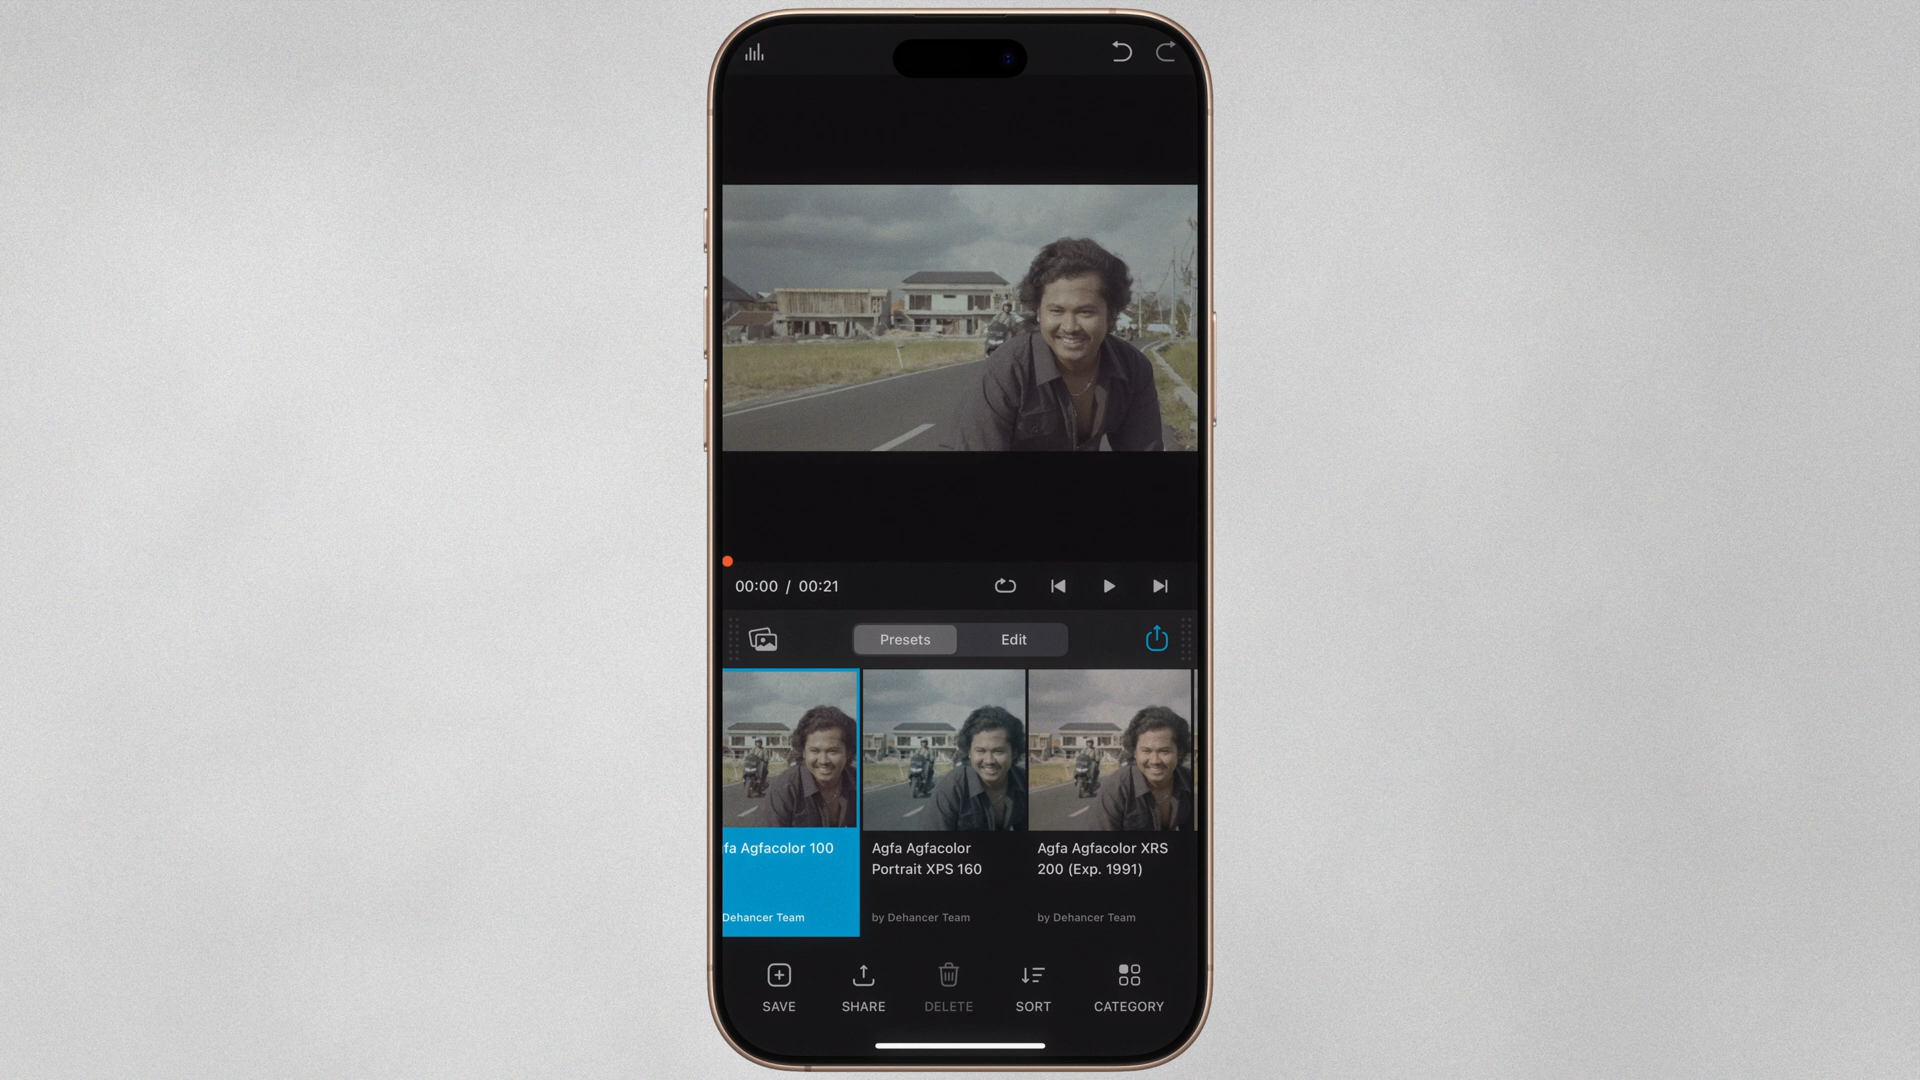 00:00 / 00:21
Presets
Edit
fa Agfacolor 100
Dehancer Team
Agfa Agfacolor
Portrait XPS 160
by Dehancer Team
Agfa Agfacolor XRS
200 (Exp. 1991)
by Dehancer Team
SAVE
SHARE
DELETE
SORT
CATEGORY